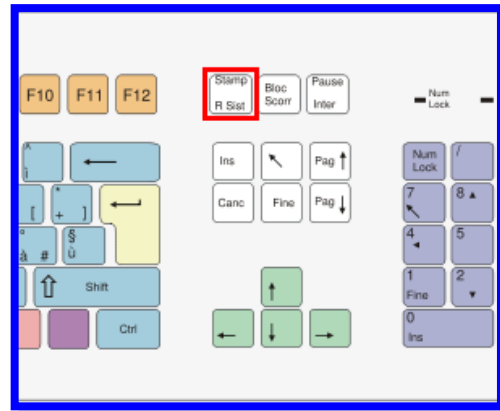 F10 F11 F12
Stamp
R Sist
Bloc
Scorr
Pause
Inter
Num
Lock
^
ì
Ins
Pag
Num
Lock
/
[
*
+ ]
Canc
Fine
Pag
7
8
°
à #
§
ù
4
5
Shift
1
Fine
2
Ctrl
0
Ins